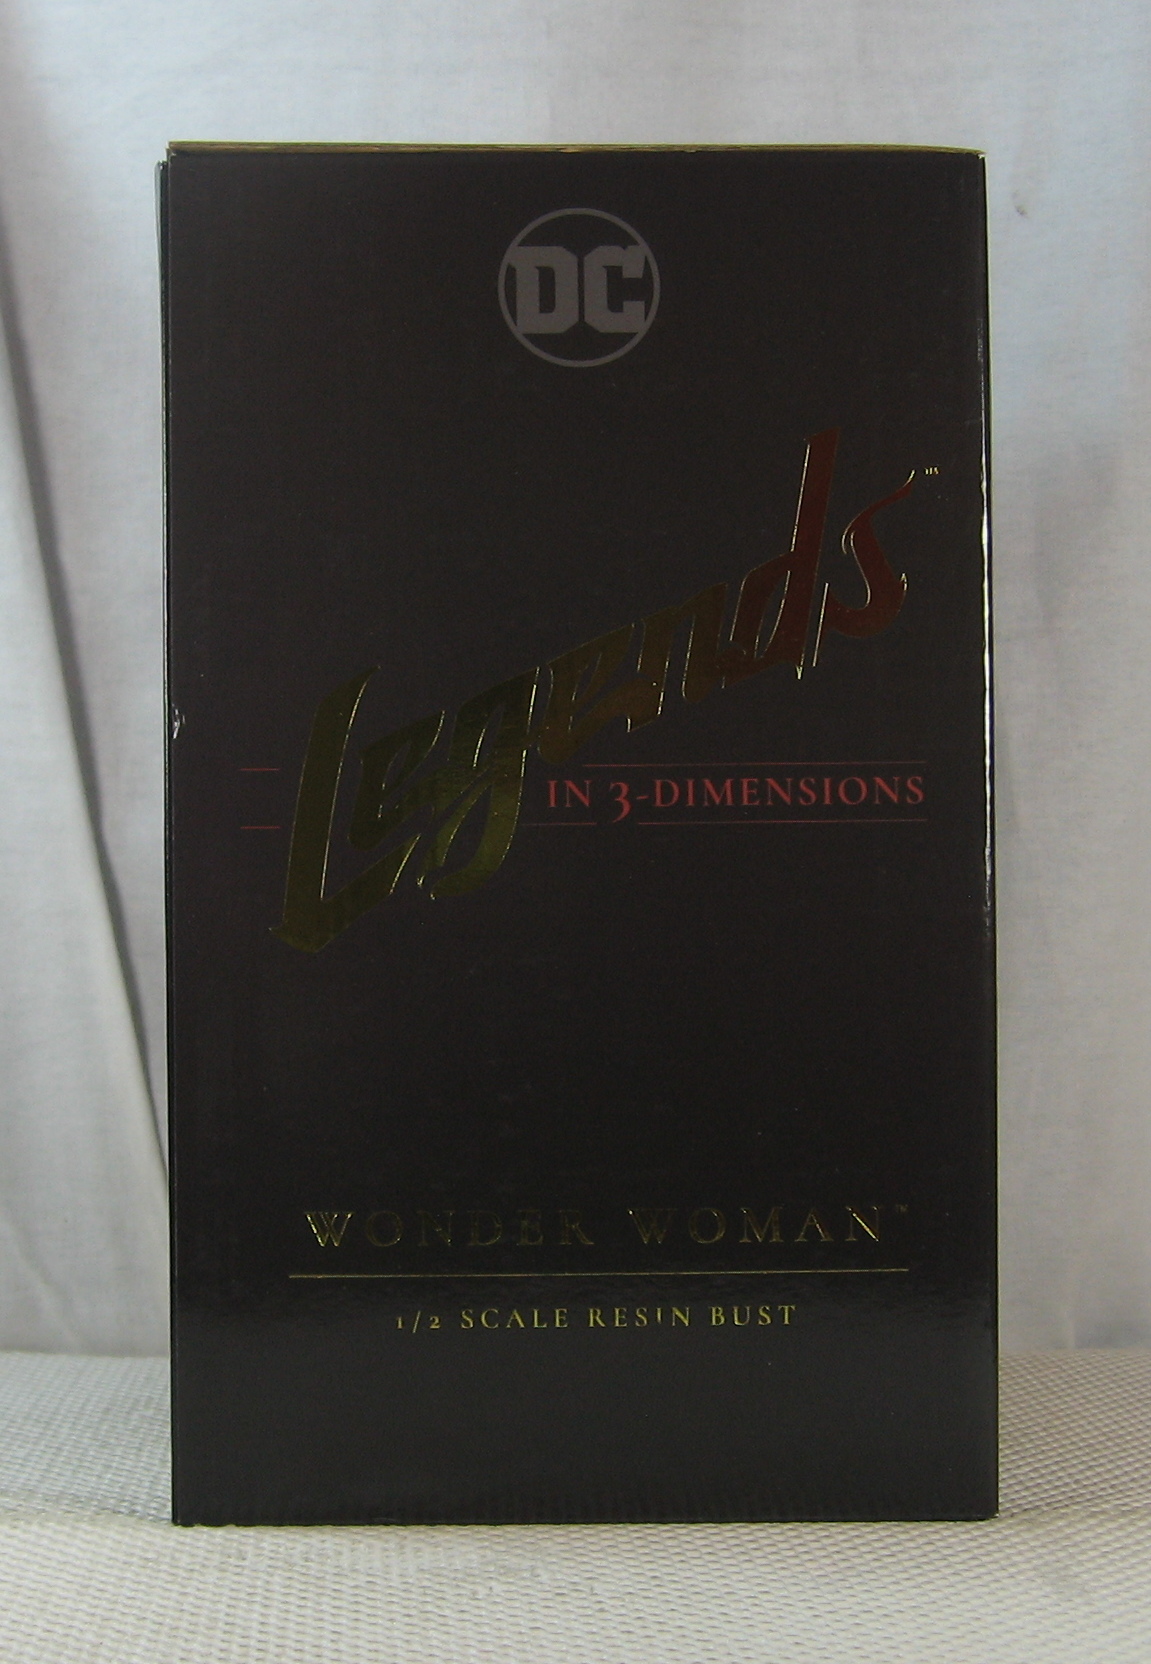 DC
Legends™
IN 3-DIMENSIONS
WONDER WOMAN™
1/2 SCALE RESIN BUST